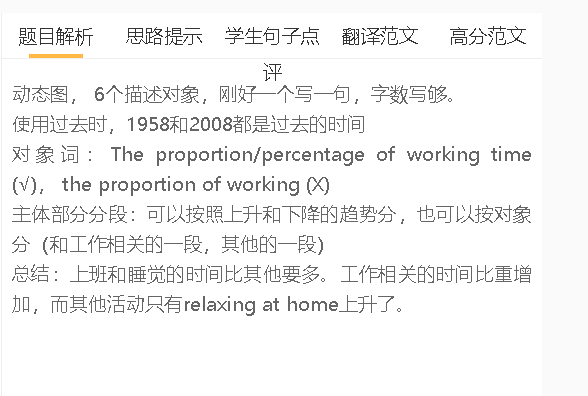 题目解析 思路提示 学生句子点评 翻译范文 高分范文
动态图， 6个描述对象，刚好一个写一句，字数写够。
使用过去时，1958和2008都是过去的时间
对象词：The proportion/percentage of working time
(√)， the proportion of working (X)
主体部分分段：可以按照上升和下降的趋势分，也可以按对象
分（和工作相关的一段，其他的一段）
总结：上班和睡觉的时间比其他要多。工作相关的时间比重增
加，而其他活动只有relaxing at home上升了。